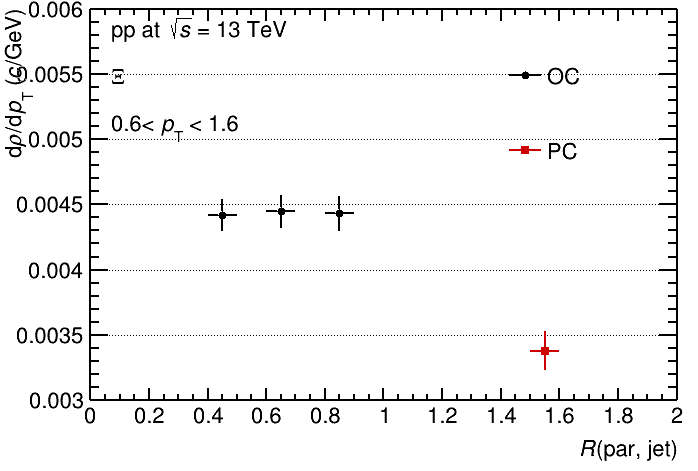 0.006
0.0055
0.005
0.0045
0.004
0.0035
0.003
dρ/dp_T (c/GeV)
pp at √s = 13 TeV
Ξ
0.6< p_T < 1.6
OC
PC
0 0.2 0.4 0.6 0.8 1 1.2 1.4 1.6 1.8 2
R(par, jet)